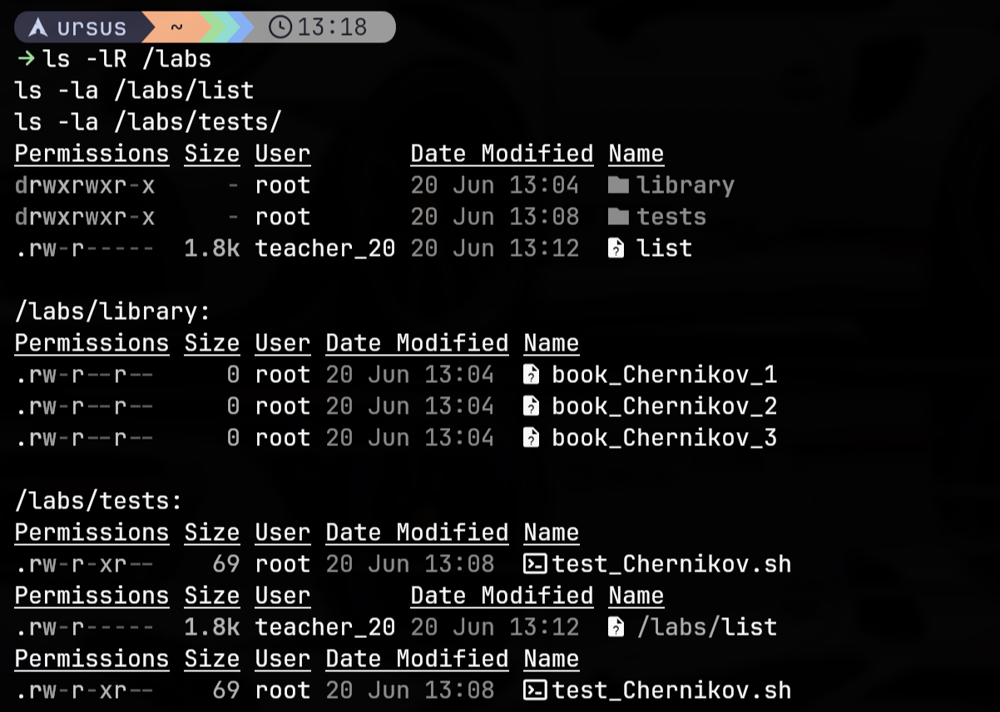 ursus ~ 13:18
→ ls -lR /labs
ls -la /labs/list
ls -la /labs/tests/
Permissions Size User Date Modified Name
drwxrwxr-x - root 20 Jun 13:04 library
drwxrwxr-x - root 20 Jun 13:08 tests
.rw-r----- 1.8k teacher_20 20 Jun 13:12 list

/labs/library:
Permissions Size User Date Modified Name
.rw-r--r-- 0 root 20 Jun 13:04 book_Chernikov_1
.rw-r--r-- 0 root 20 Jun 13:04 book_Chernikov_2
.rw-r--r-- 0 root 20 Jun 13:04 book_Chernikov_3

/labs/tests:
Permissions Size User Date Modified Name
.rw-r-xr-- 69 root 20 Jun 13:08 test_Chernikov.sh
Permissions Size User Date Modified Name
.rw-r----- 1.8k teacher_20 20 Jun 13:12 /labs/list
Permissions Size User Date Modified Name
.rw-r-xr-- 69 root 20 Jun 13:08 test_Chernikov.sh